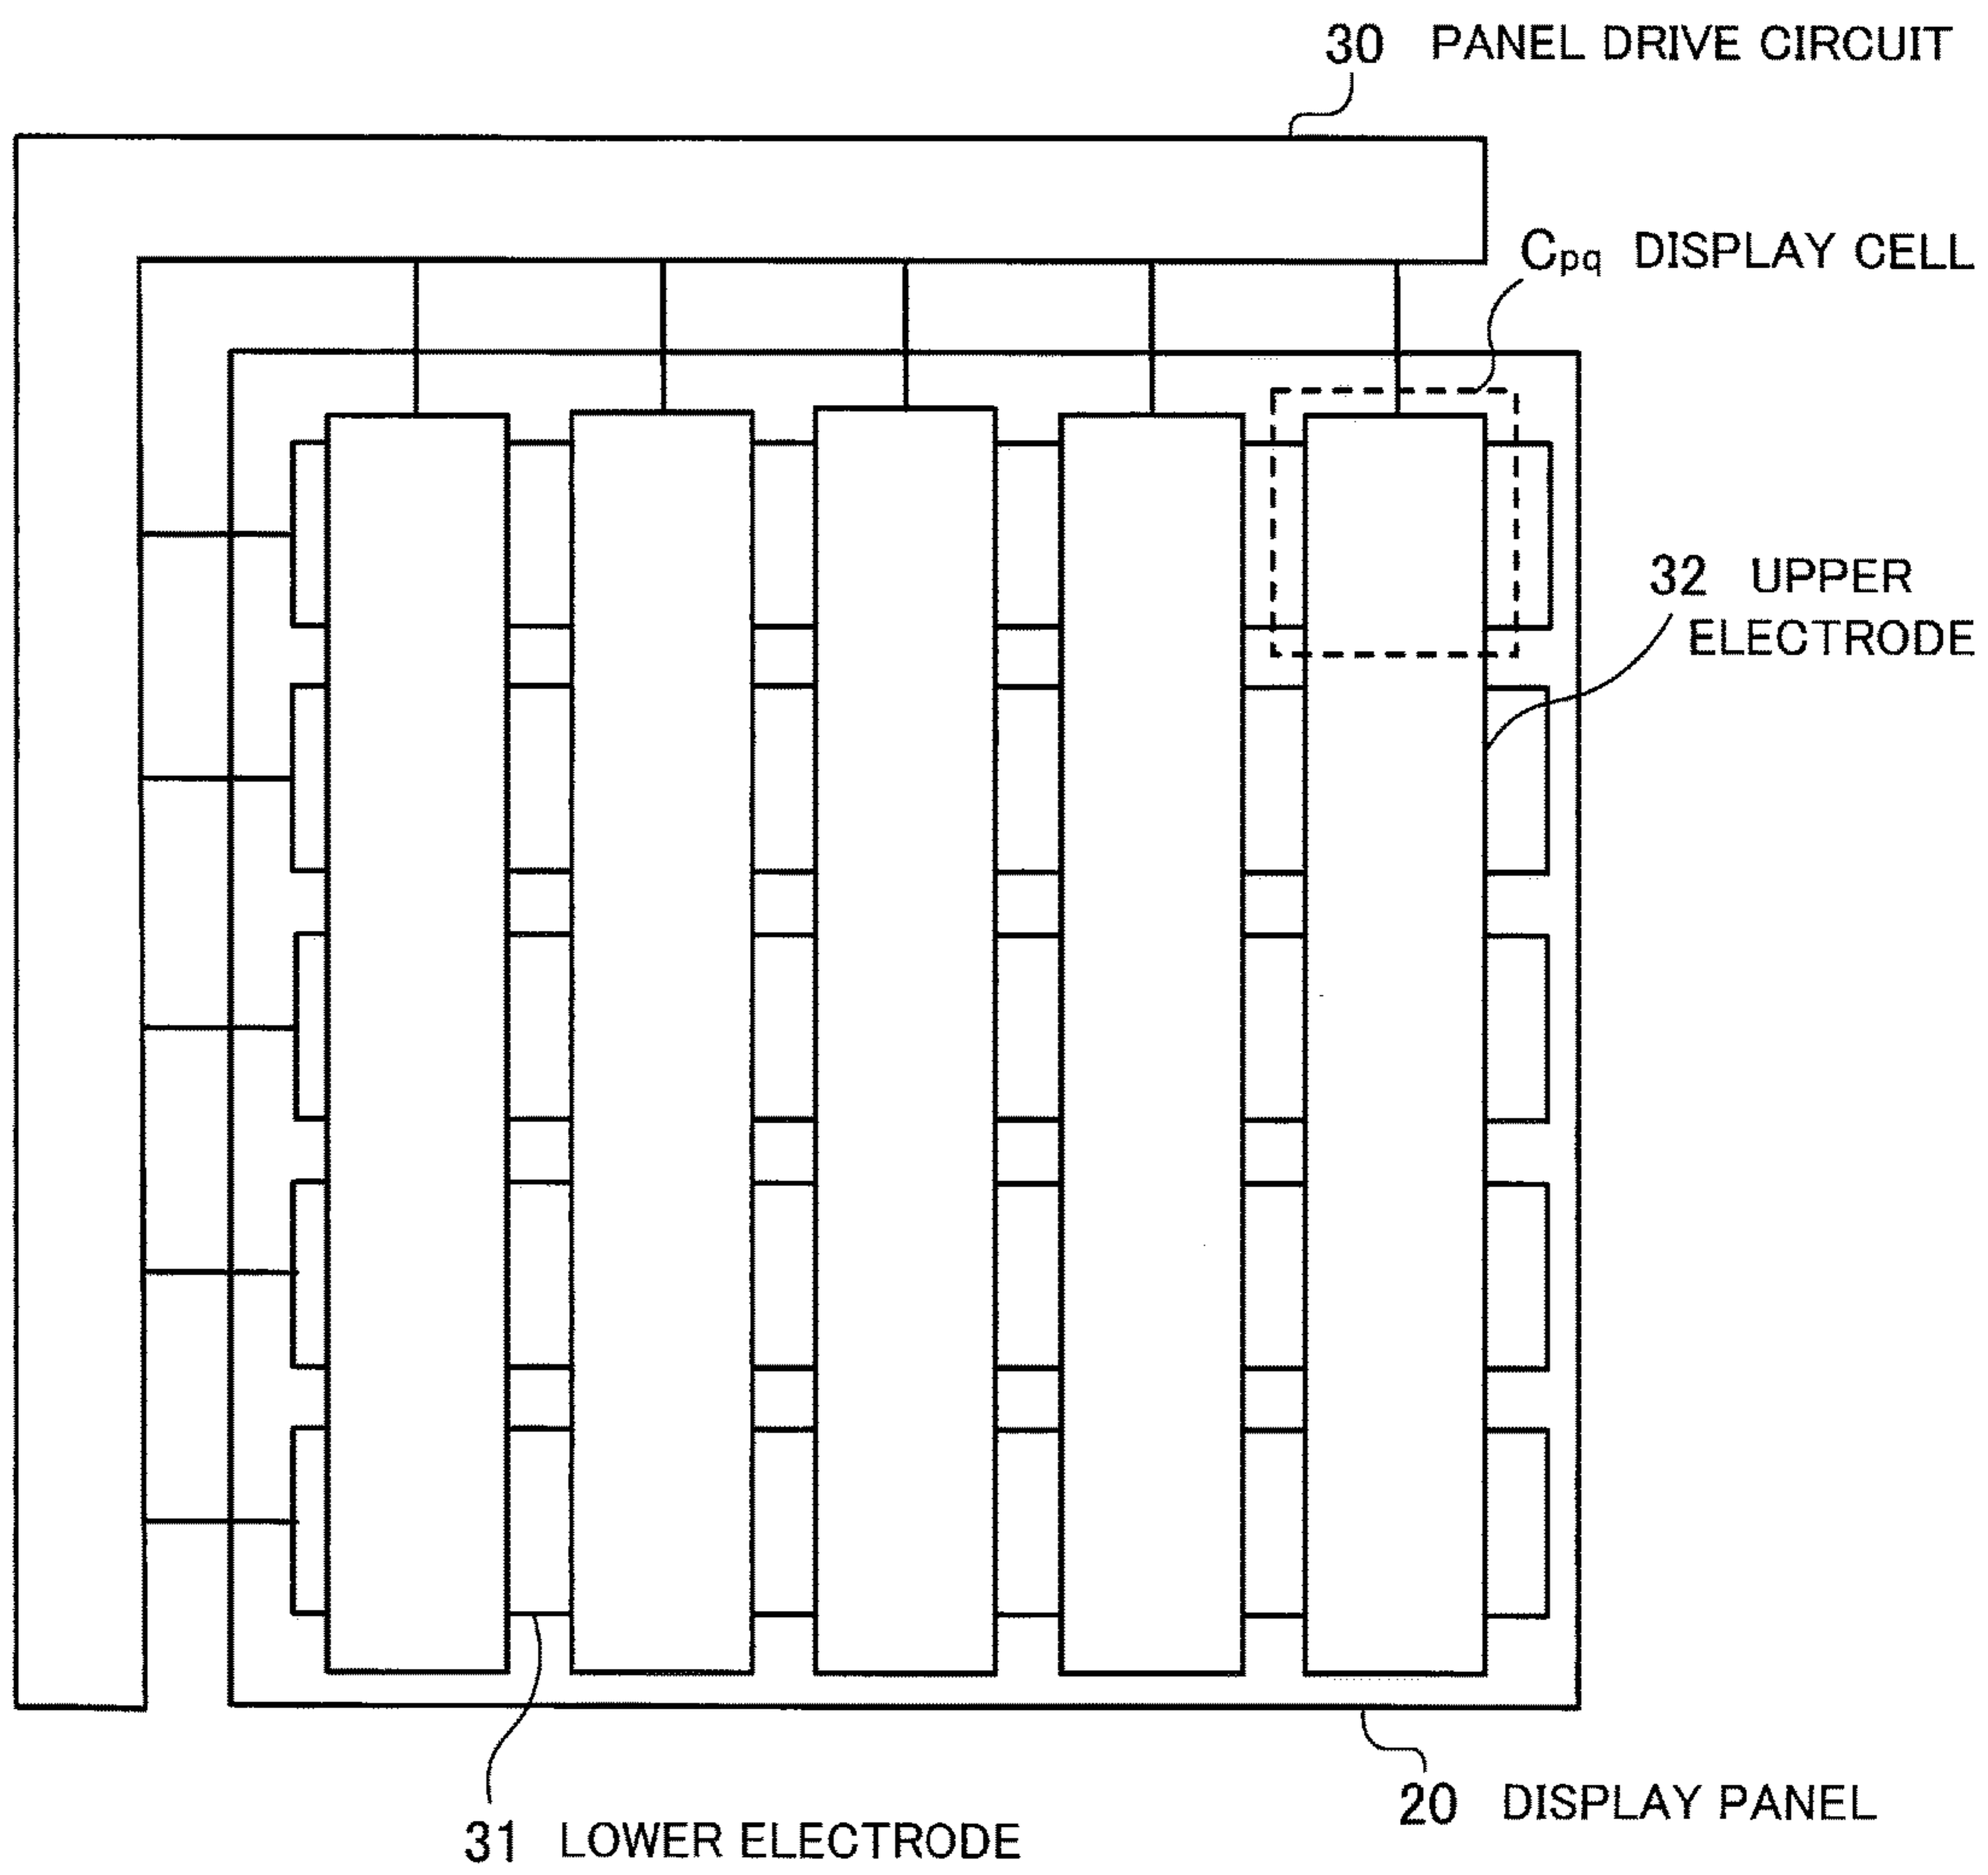 30 PANEL DRIVE CIRCUIT
Cpq DISPLAY CELL
32 UPPER
ELECTRODE
20 DISPLAY PANEL
31 LOWER ELECTRODE